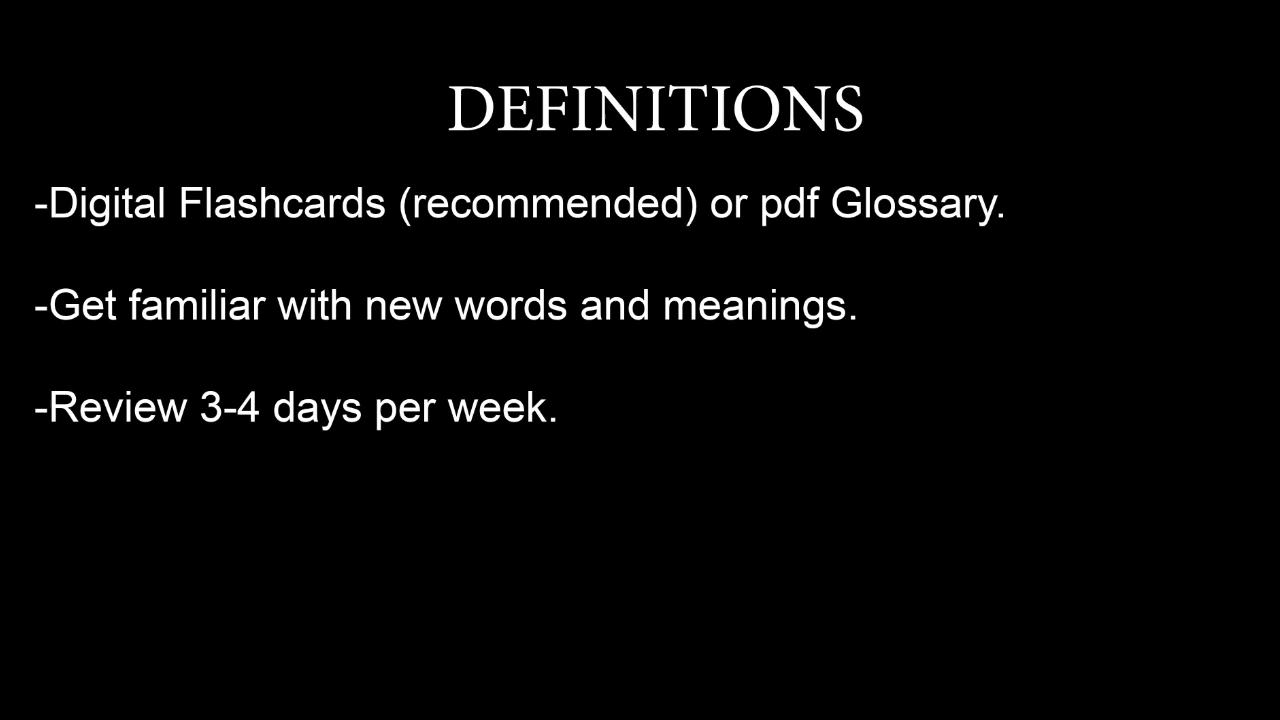 DEFINITIONS
-Digital Flashcards (recommended) or pdf Glossary.
-Get familiar with new words and meanings.
-Review 3-4 days per week.